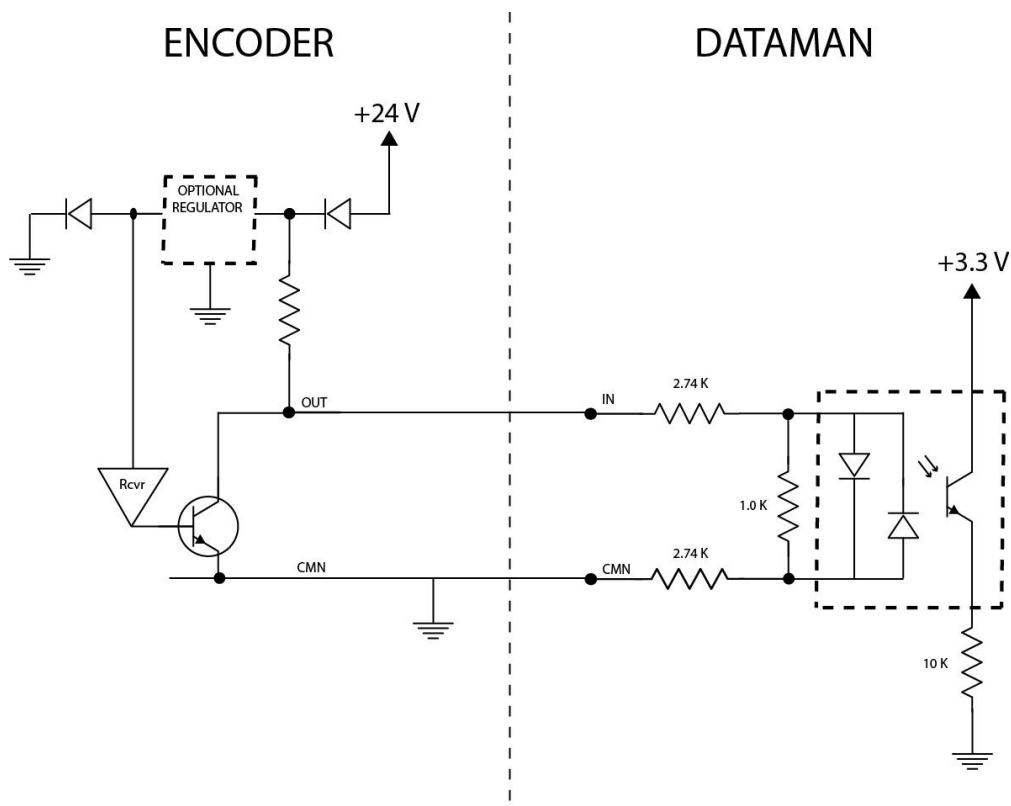 ENCODER
DATAMAN
+24 V
OPTIONAL
REGULATOR
+3.3 V
OUT
IN
2.74 K
Rcvr
1.0 K
CMN
CMN
2.74 K
10 K